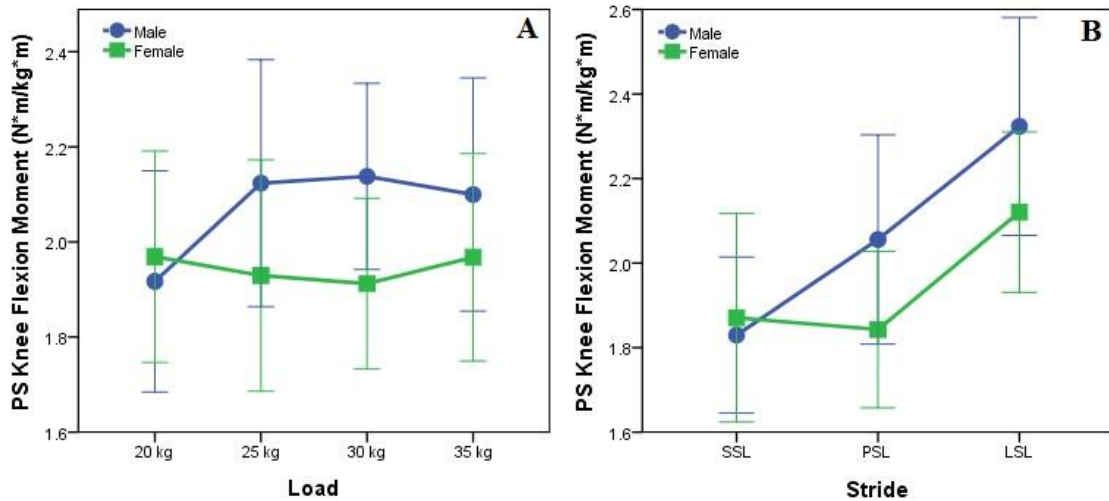 A
Male
Female
PS Knee Flexion Moment (N*m/kg*m)
2.4
2.2
2.0
1.8
1.6
20 kg 25 kg 30 kg 35 kg
Load
B
Male
Female
PS Knee Flexion Moment (N*m/kg*m)
2.6
2.4
2.2
2.0
1.8
1.6
SSL PSL LSL
Stride